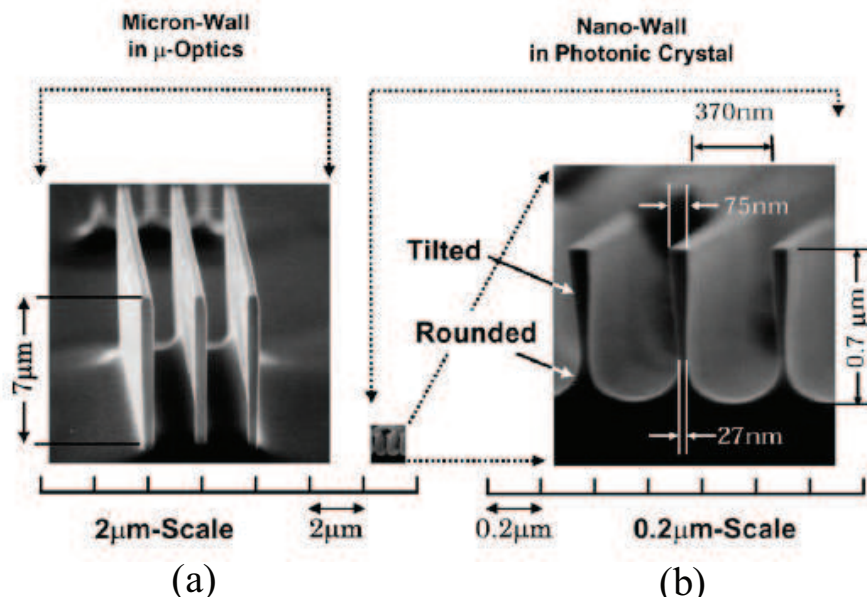 Micron-Wall
in μ-Optics
Nano-Wall
in Photonic Crystal
370nm
75nm
Tilted
Rounded
7μm
0.7 μm
27nm
2μm
0.2μm
2μm-Scale
0.2μm-Scale
(a)
(b)